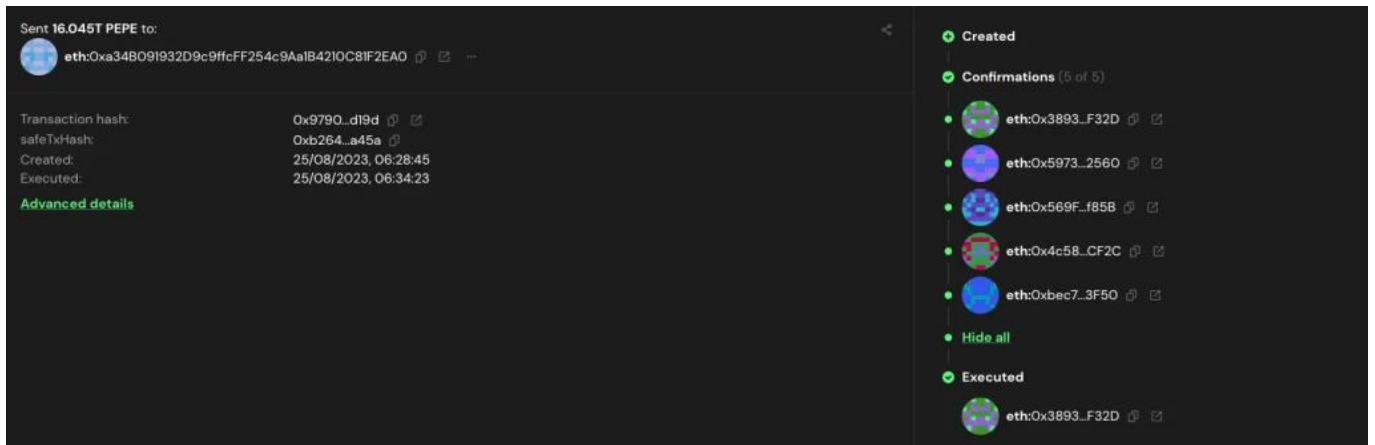 Sent 16.045T PEPE to:
eth:0xa34B091932D9c9ffcFF254c9Aa1B4210C81F2EA0
Transaction hash: 0x9790...d19d
safeTxHash: 0xb264...a45a
Created: 25/08/2023, 06:28:45
Executed: 25/08/2023, 06:34:23
Advanced details
Created
Confirmations (5 of 5)
eth:0x3893...F32D
eth:0x5973...2560
eth:0x569F...f85B
eth:0x4c58...CF2C
eth:0xbec7...3F50
Hide all
Executed
eth:0x3893...F32D